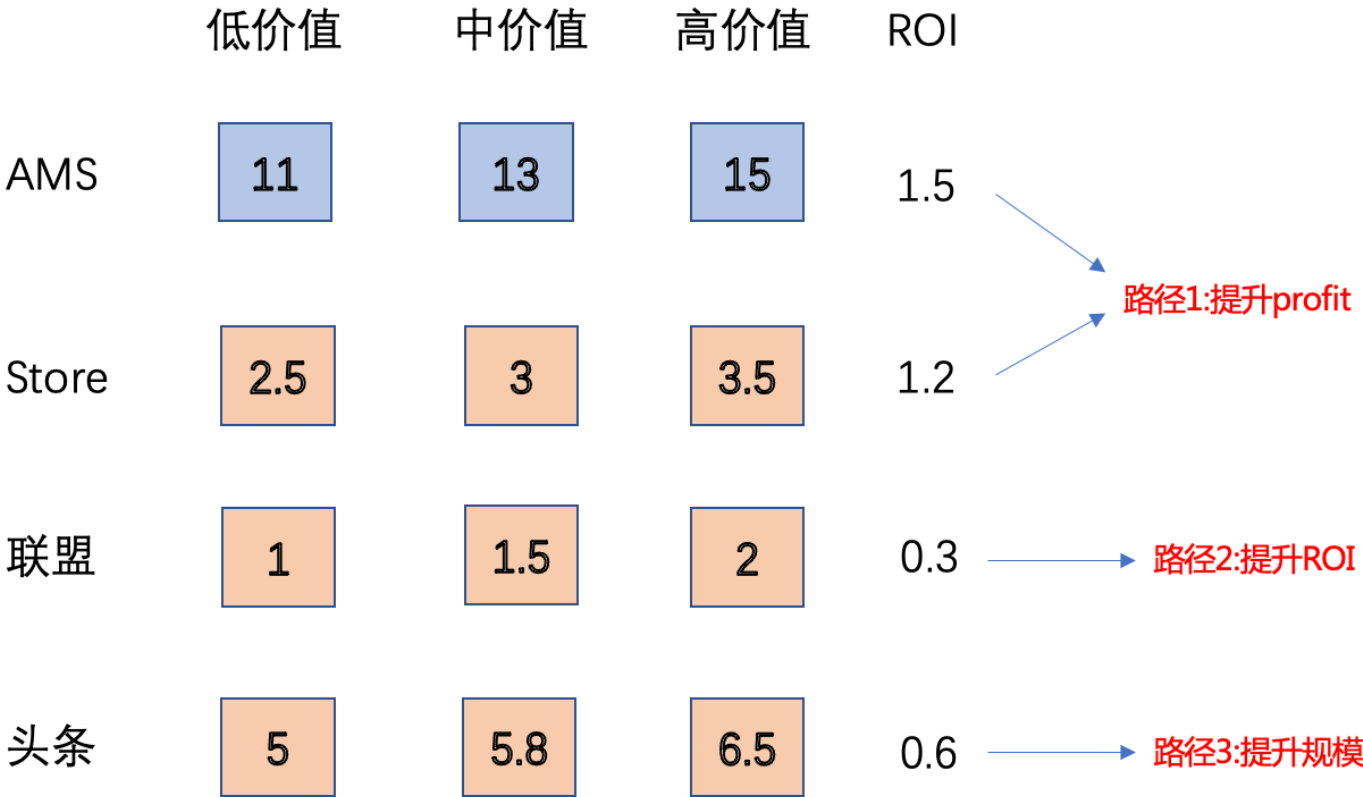 低价值 中价值 高价值 ROI
AMS 11 13 15 1.5
路径1:提升profit
Store 2.5 3 3.5 1.2
联盟 1 1.5 2 0.3 路径2:提升ROI
头条 5 5.8 6.5 0.6 路径3:提升规模